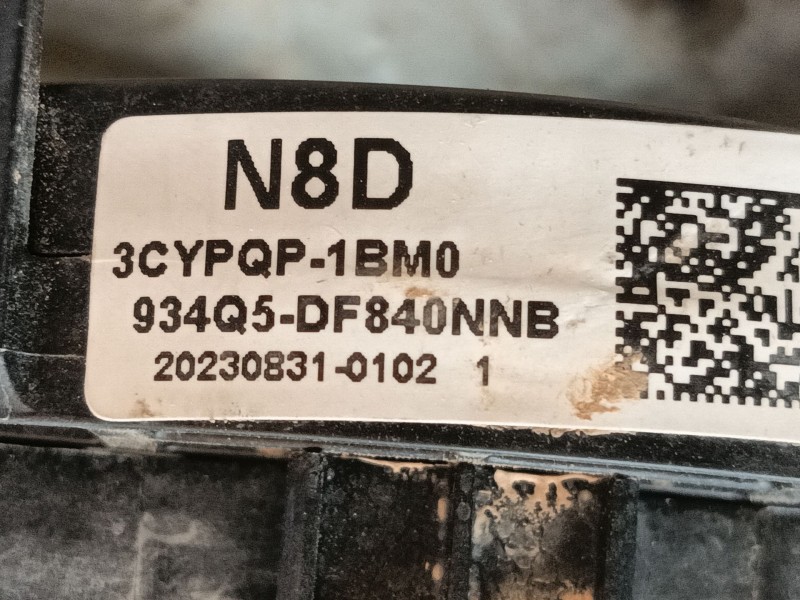 N8D
3CYPQP-1BM0
934Q5-DF840NNB
20230831-0102 1